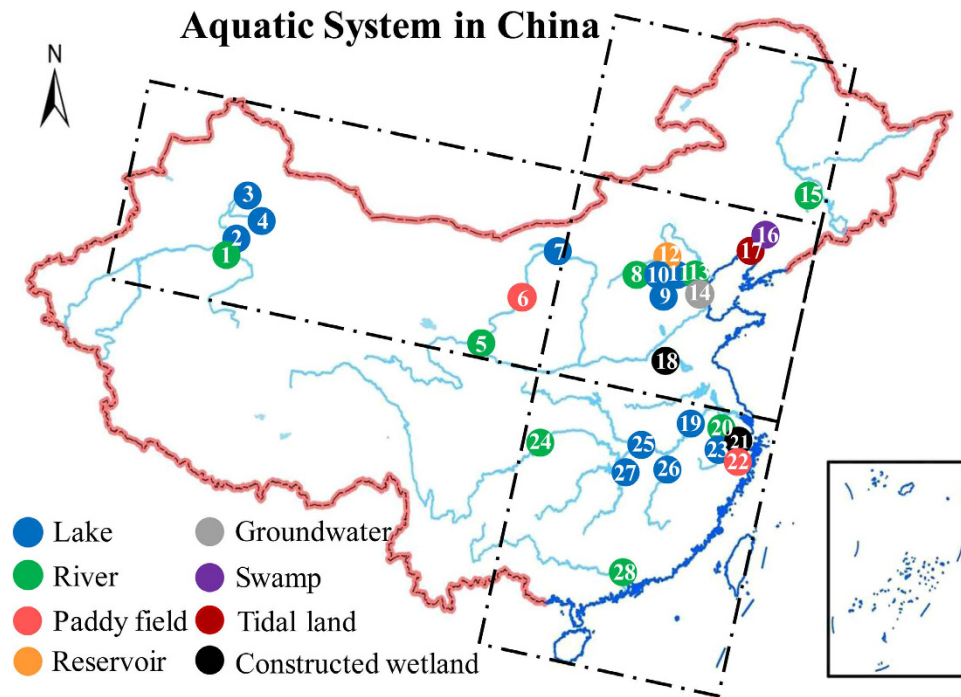 Aquatic System in China
N
3
4
2
1
7
6
5
15
16
17
12
8
10
11
13
9
14
18
19
20
21
23
22
24
25
27
26
28
Lake
River
Paddy field
Reservoir
Groundwater
Swamp
Tidal land
Constructed wetland